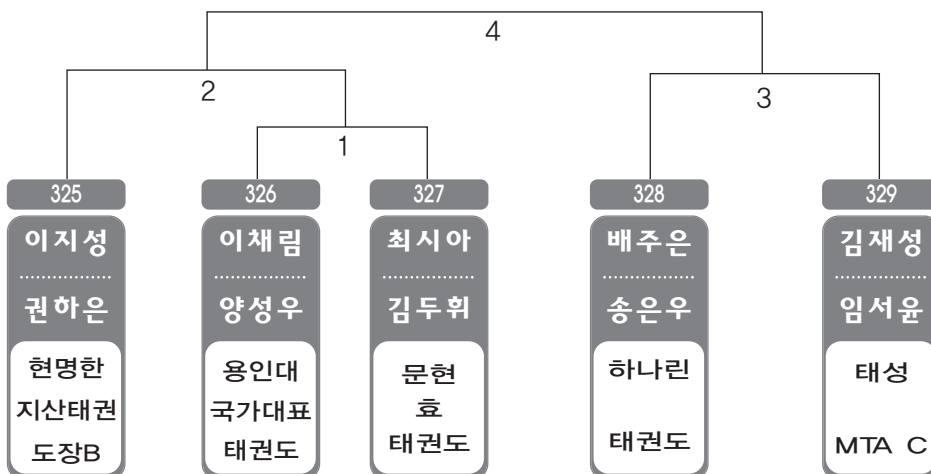 4
2
3
1
325
326
327
328
329
이지성
이채림
최시아
배주은
김재성
권하은
양성우
김두휘
송은우
임서윤
현명한
지산태권
도장B
용인대
국가대표
태권도
문현
효
태권도
하나린
태권도
태성
MTA C